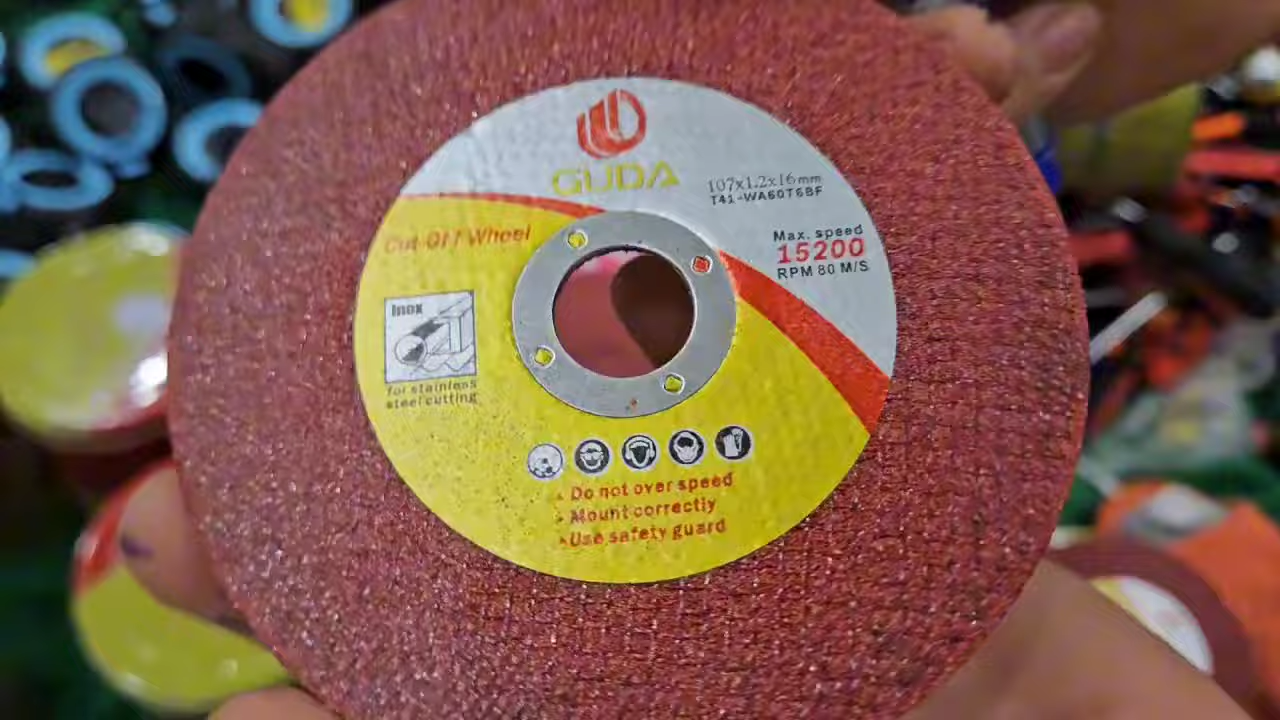 GUDA
107x1.2x16mm
T41-WA60T6BF
Cut-Off Wheel
Max. speed
15200
RPM 80 M/S
Inox
for stainless
steel cutting
Do not over speed
Mount correctly
Use safety guard